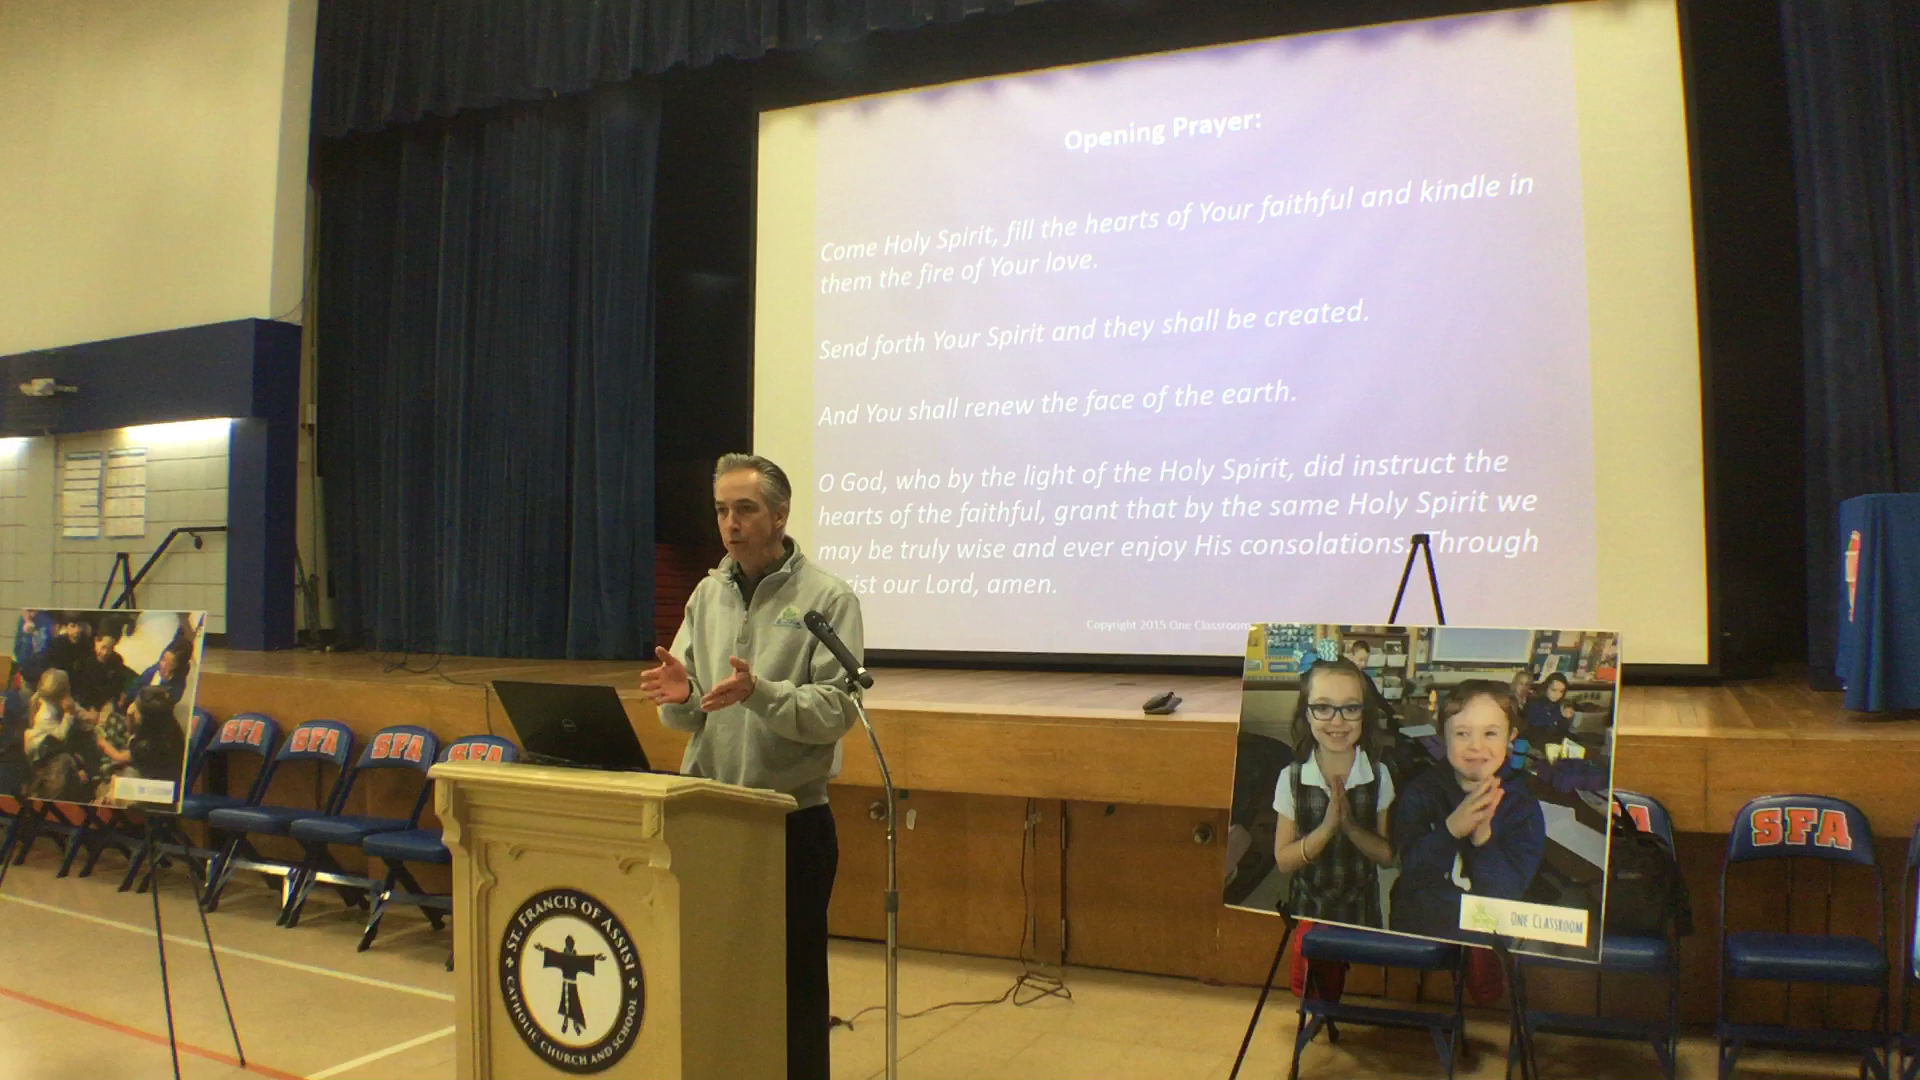 Opening Prayer:
Come Holy Spirit, fill the hearts of Your faithful and kindle in
them the fire of Your love.
Send forth Your Spirit and they shall be created.
And You shall renew the face of the earth.
O God, who by the light of the Holy Spirit, did instruct the
hearts of the faithful, grant that by the same Holy Spirit we
may be truly wise and ever enjoy His consolations. Through
our Lord, amen.
Copyright 2015 One Classroom
SFA
SFA
SFA
SFA
ST. FRANCIS OF ASSISI
CATHOLIC CHURCH AND SCHOOL
ONE CLASSROOM
SFA